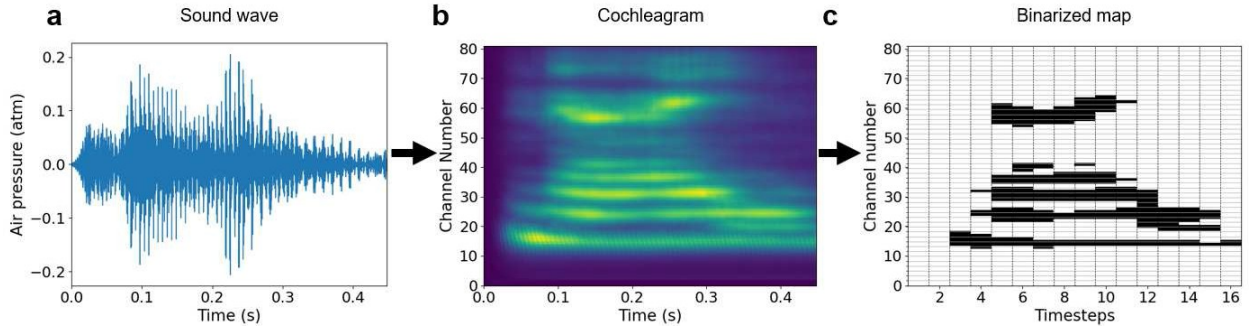 a Sound wave
Air pressure (atm)
0.2
0.1
0.0
−0.1
−0.2
0.0 0.1 0.2 0.3 0.4
Time (s)
b Cochleagram
Channel Number
80
70
60
50
40
30
20
10
0
0.0 0.1 0.2 0.3 0.4
Time (s)
c Binarized map
Channel number
80
70
60
50
40
30
20
10
0
2 4 6 8 10 12 14 16
Timesteps